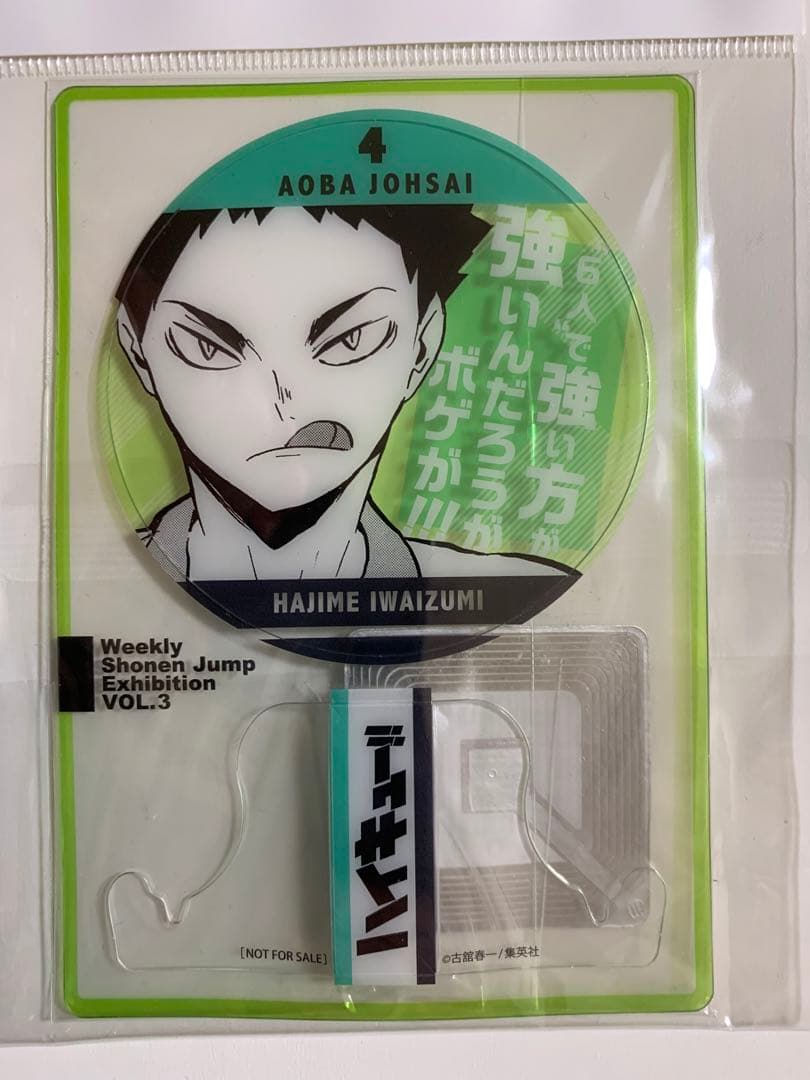 4
AOBA JOHSAI
“6人”で強い方が
強いんだろうが
ボゲが!!!
HAJIME IWAIZUMI
Weekly
Shonen Jump
Exhibition
VOL.3
ハイキュー!!
[NOT FOR SALE]
©古舘春一/集英社